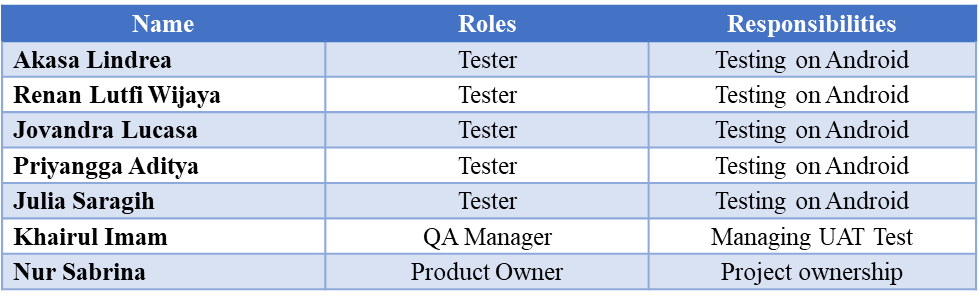 Name Roles Responsibilities
Akasa Lindrea Tester Testing on Android
Renan Lutfi Wijaya Tester Testing on Android
Jovandra Lucasa Tester Testing on Android
Priyangga Aditya Tester Testing on Android
Julia Saragih Tester Testing on Android
Khairul Imam QA Manager Managing UAT Test
Nur Sabrina Product Owner Project ownership